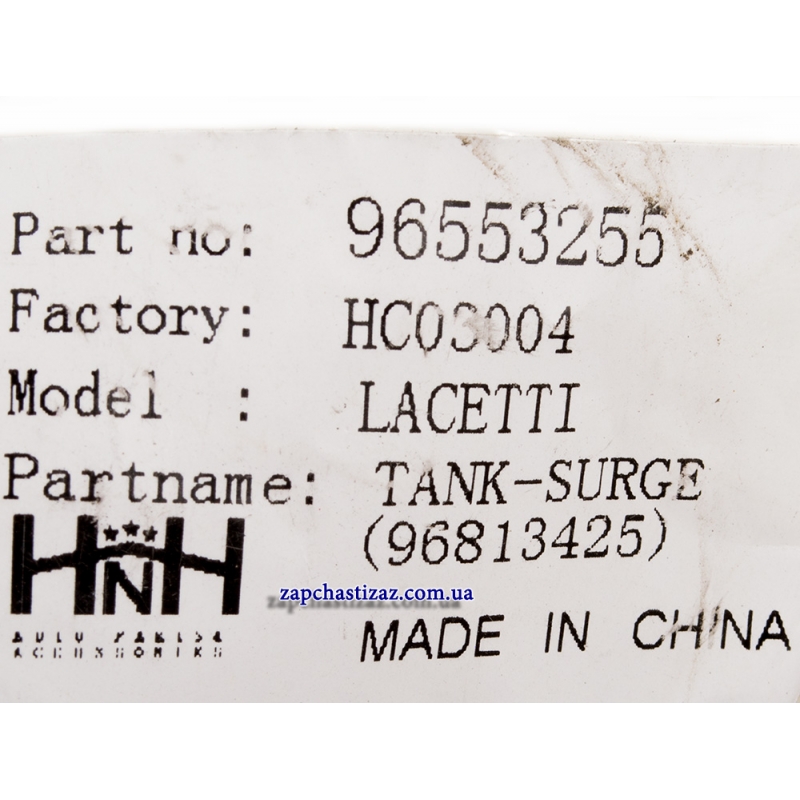 Part no: 96553255
Factory: HC03004
Model : LACETTI
Partname: TANK-SURGE
(96813425)
HNH
zapchastizaz.com.ua
MADE IN CHINA